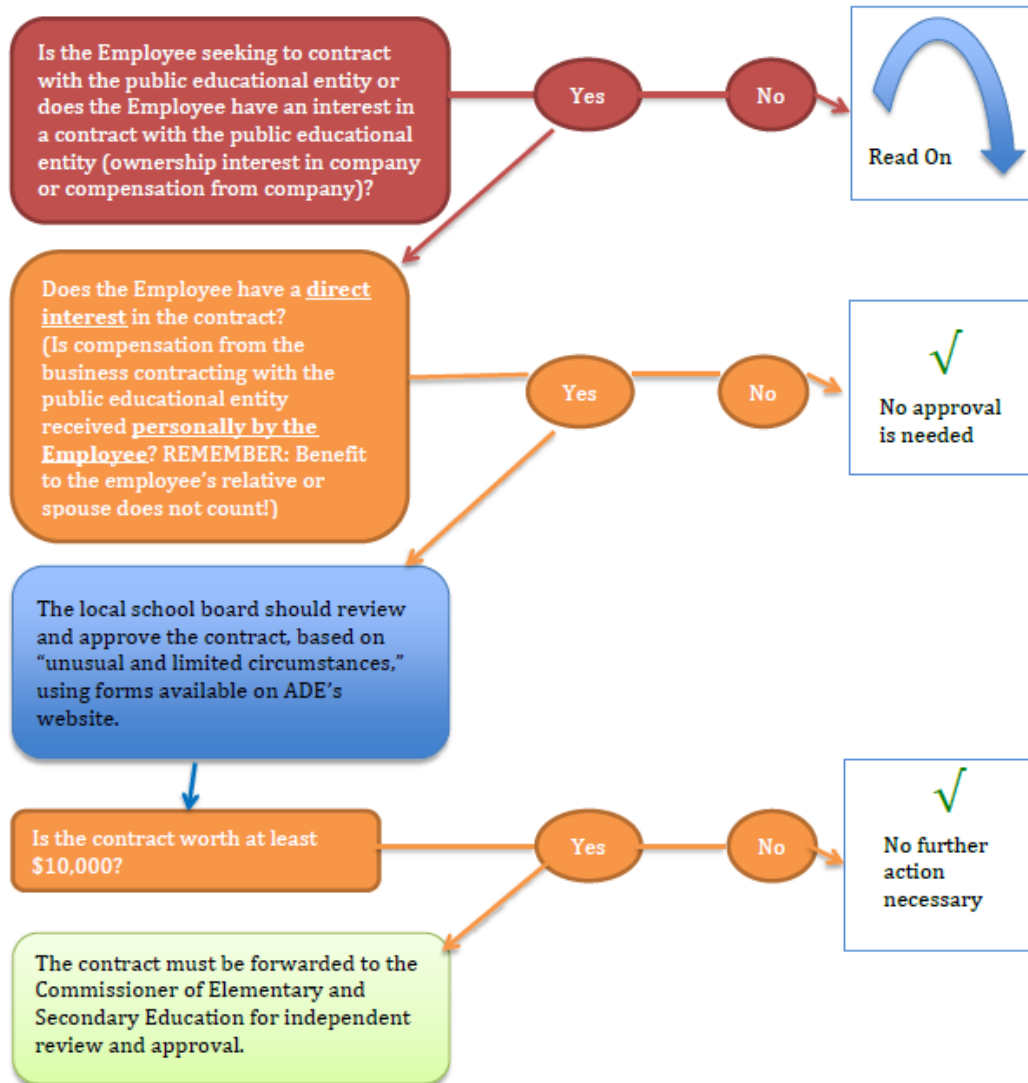 Is the Employee seeking to contract
with the public educational entity or
does the Employee have an interest in
a contract with the public educational
entity (ownership interest in company
or compensation from company)?
Yes
No
Read On
Does the Employee have a direct
interest in the contract?
(Is compensation from the
business contracting with the
public educational entity
received personally by the
Employee? REMEMBER: Benefit
to the employee's relative or
spouse does not count!)
Yes
No
√
No approval
is needed
The local school board should review
and approve the contract, based on
“unusual and limited circumstances,”
using forms available on ADE's
website.
Is the contract worth at least
$10,000?
Yes
No
√
No further
action
necessary
The contract must be forwarded to the
Commissioner of Elementary and
Secondary Education for independent
review and approval.